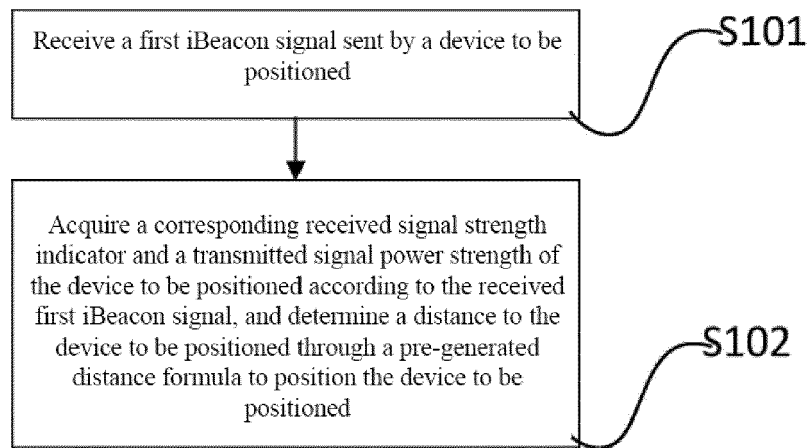 Receive a first iBeacon signal sent by a device to be
positioned
S101
Acquire a corresponding received signal strength
indicator and a transmitted signal power strength of
the device to be positioned according to the received
first iBeacon signal, and determine a distance to the
device to be positioned through a pre-generated
distance formula to position the device to be
positioned
S102